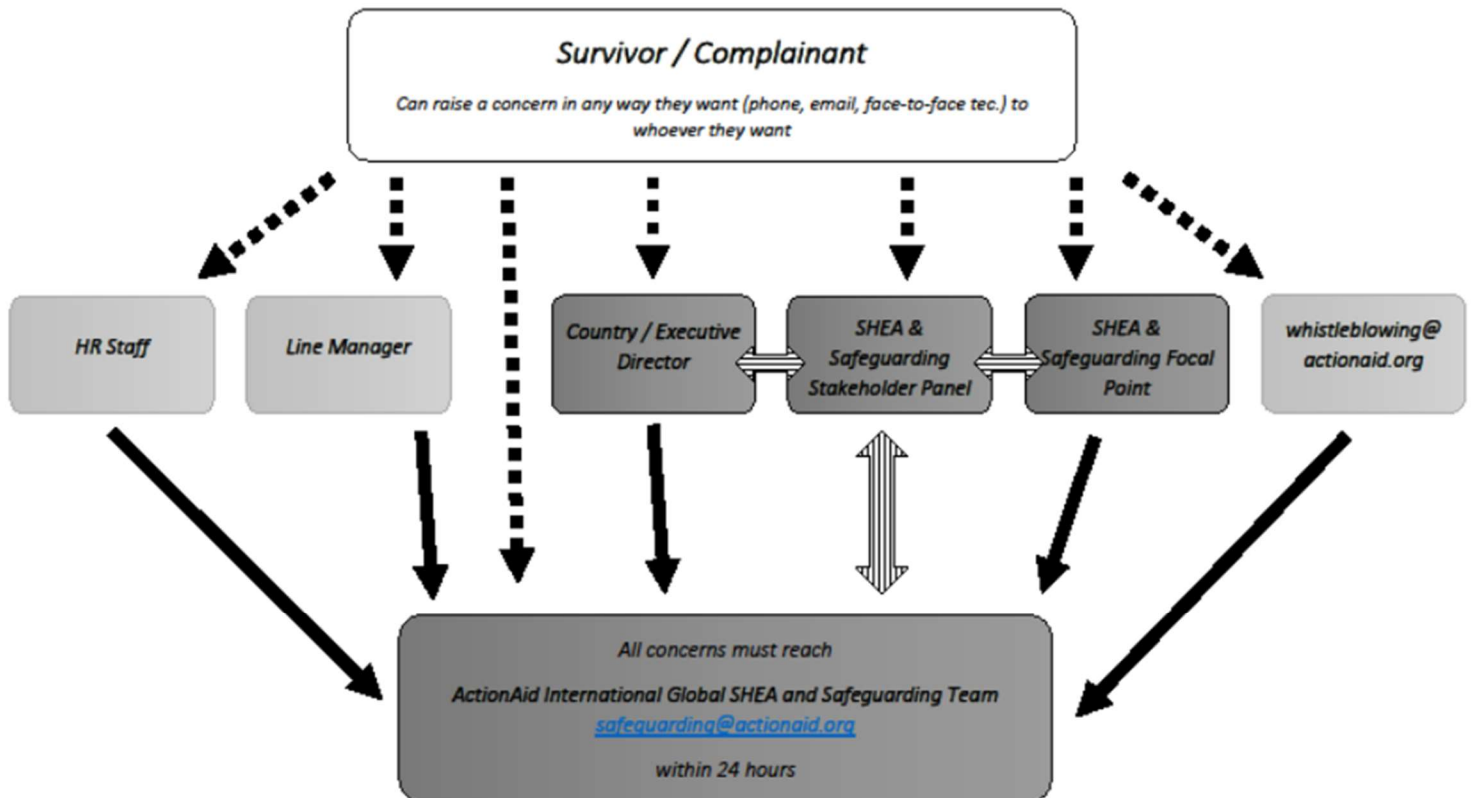 Survivor / Complainant
Can raise a concern in any way they want (phone, email, face-to-face tec.) to
whoever they want
HR Staff
Line Manager
Country / Executive
Director
SHEA &
Safeguarding
Stakeholder Panel
SHEA &
Safeguarding Focal
Point
whistleblowing@
actionaid.org
All concerns must reach
ActionAid International Global SHEA and Safeguarding Team
safeguarding@actionaid.org
within 24 hours